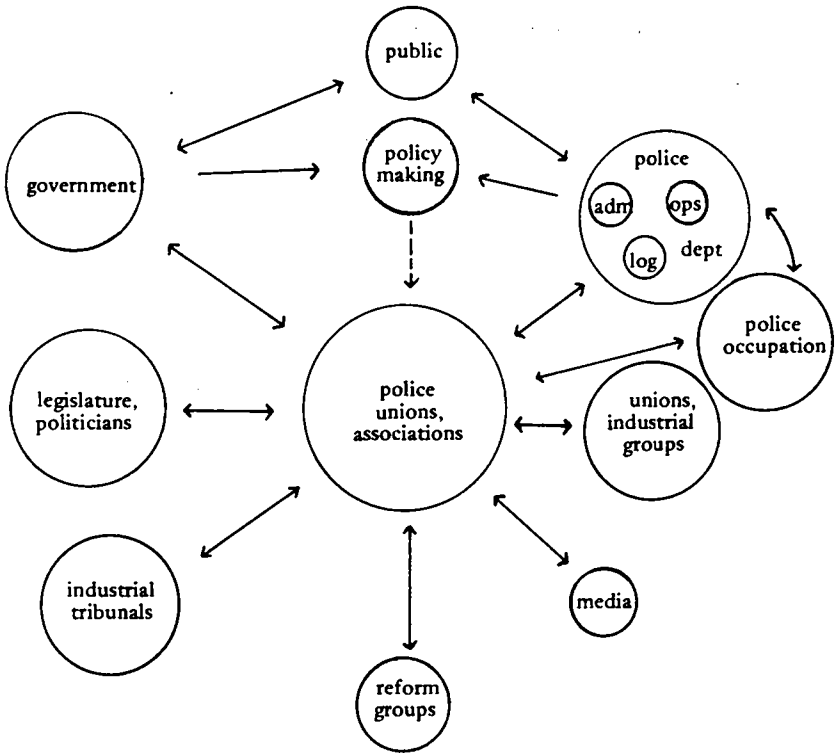 public
policy
making
government
police
adm
ops
log
dept
police
occupation
legislature,
politicians
police
unions,
associations
unions,
industrial
groups
industrial
tribunals
media
reform
groups